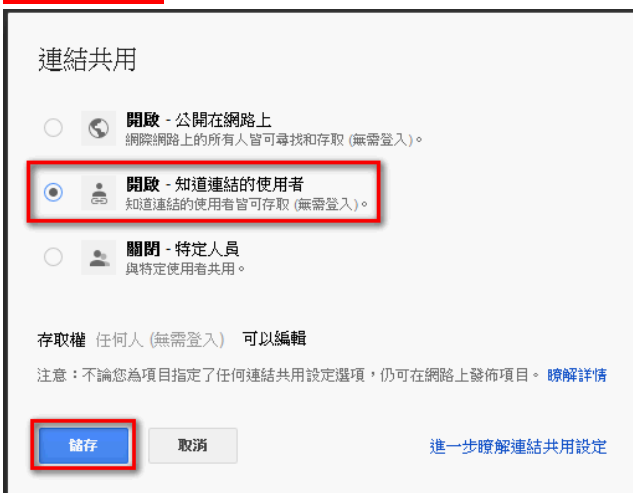 連結共用
開啟 - 公開在網路上
網際網路上的所有人皆可尋找和存取 (無需登入)。
開啟 - 知道連結的使用者
知道連結的使用者皆可存取 (無需登入)。
關閉 - 特定人員
與特定使用者共用。
存取權 任何人 (無需登入) 可以編輯
注意：不論您為項目指定了任何連結共用設定選項，仍可在網路上發佈項目。 瞭解詳情
儲存 取消 進一步瞭解連結共用設定